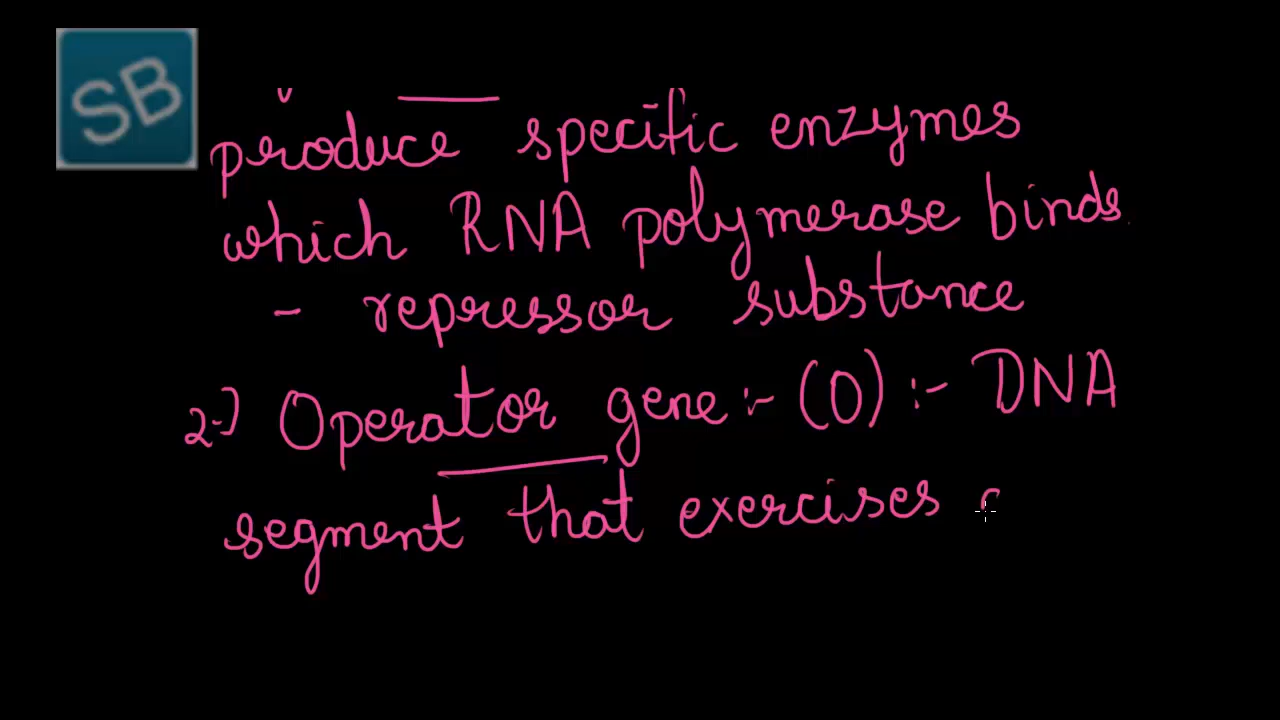 SB
produce specific enzymes
which RNA polymerase binds
- repressor substance
2.) Operator gene :- (O) :- DNA
segment that exercises